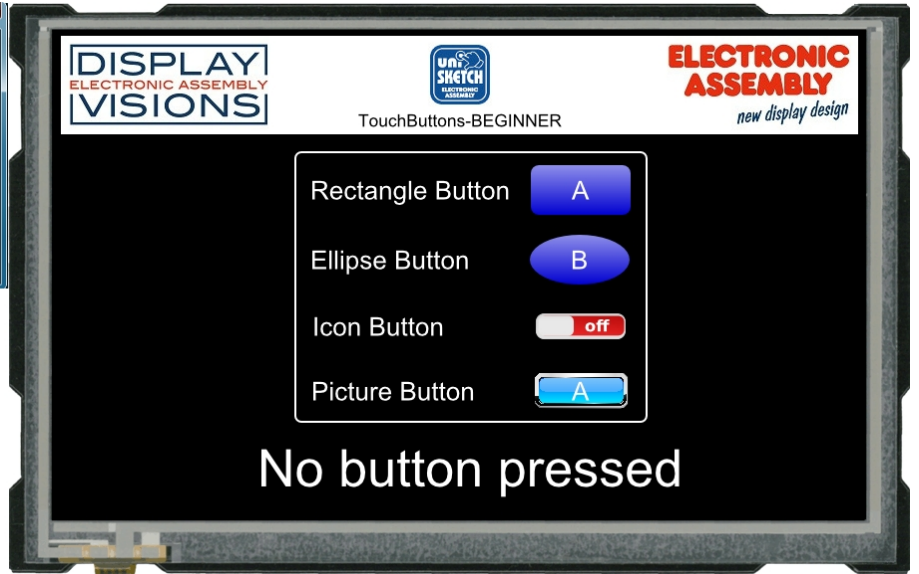 DISPLAY
ELECTRONIC ASSEMBLY
VISIONS
uni
SKETCH
ELECTRONIC
ASSEMBLY
TouchButtons-BEGINNER
ELECTRONIC
ASSEMBLY
new display design
Rectangle Button A
Ellipse Button B
Icon Button off
Picture Button A
No button pressed